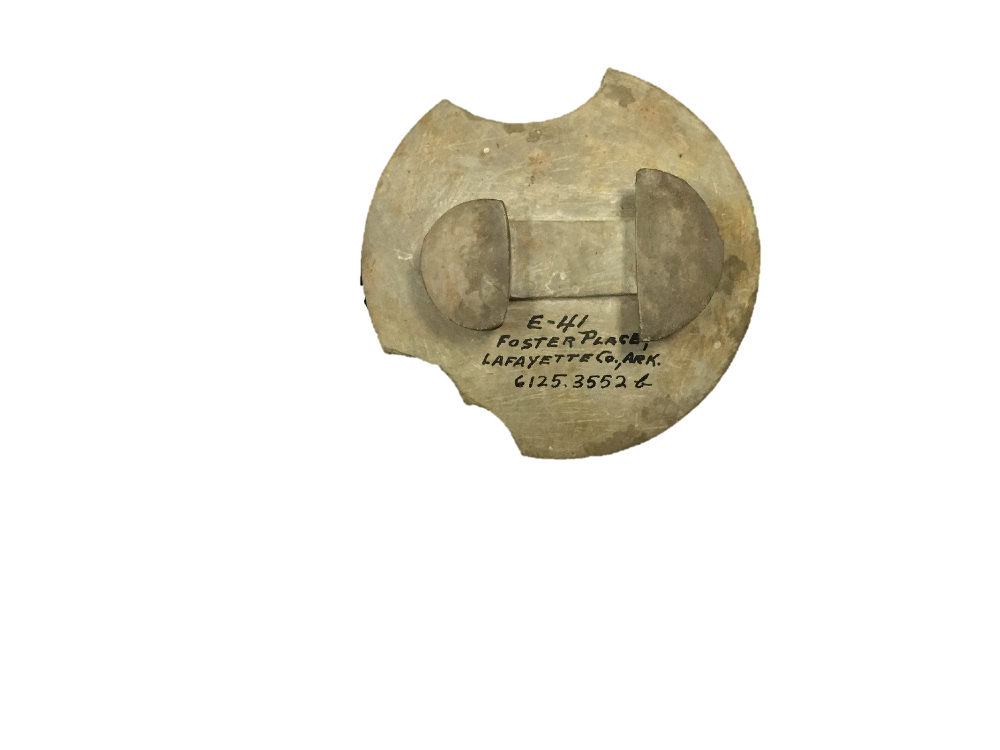 E-41
FOSTER PLACE,
LAFAYETTE CO., ARK.
6125.3552 b